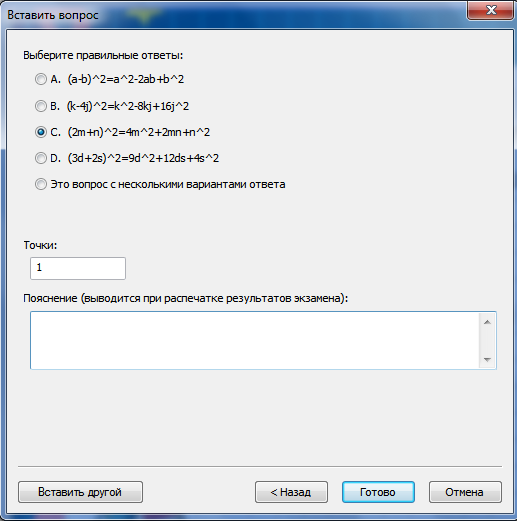 Вставить вопрос
Выберите правильные ответы:
A. (a-b)^2=a^2-2ab+b^2
B. (k-4j)^2=k^2-8kj+16j^2
C. (2m+n)^2=4m^2+2mn+n^2
D. (3d+2s)^2=9d^2+12ds+4s^2
Это вопрос с несколькими вариантами ответа
Точки:
1
Пояснение (выводится при распечатке результатов экзамена):
Вставить другой
< Назад
Готово
Отмена